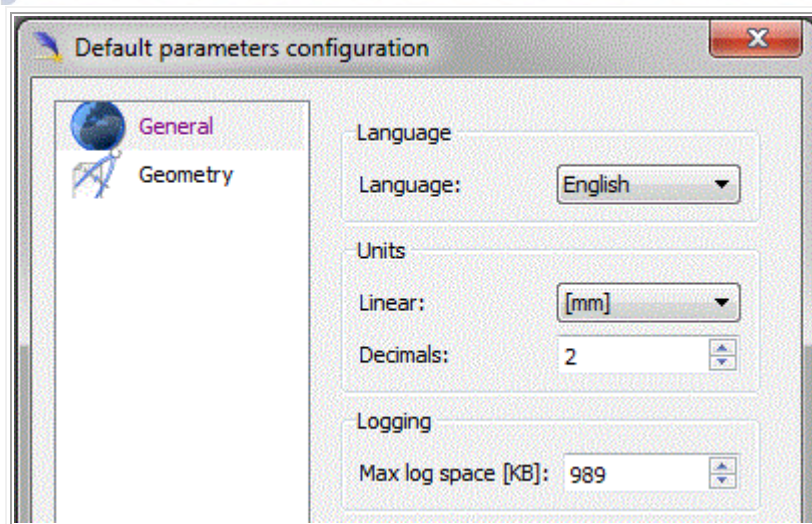 Default parameters configuration
General
Geometry
Language
Language: English
Units
Linear: [mm]
Decimals: 2
Logging
Max log space [KB]: 989